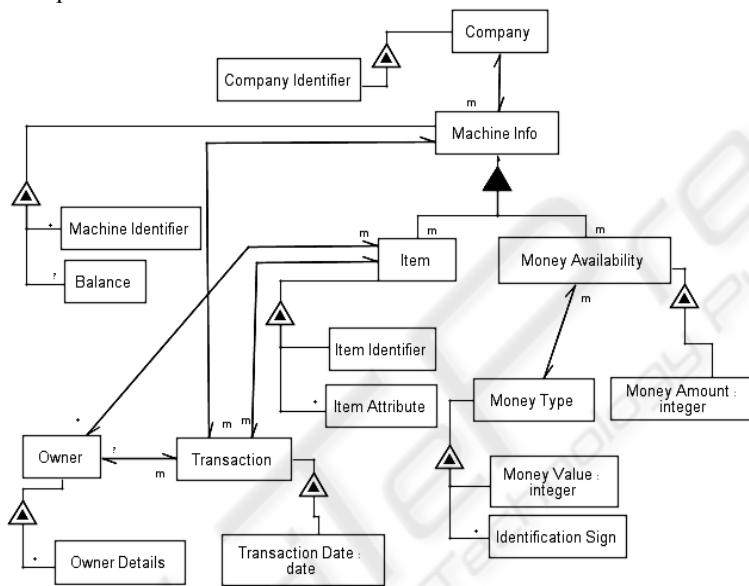 Company
Company Identifier
m
Machine Info
*
Machine Identifier
?
Balance
m
m
m
m
Item
Money Availability
m
Item Identifier
Item Attribute
*
Money Type
Money Amount :
integer
*
Owner
?
m
m
m
Transaction
Money Value :
integer
*
Identification Sign
*
Owner Details
Transaction Date :
date